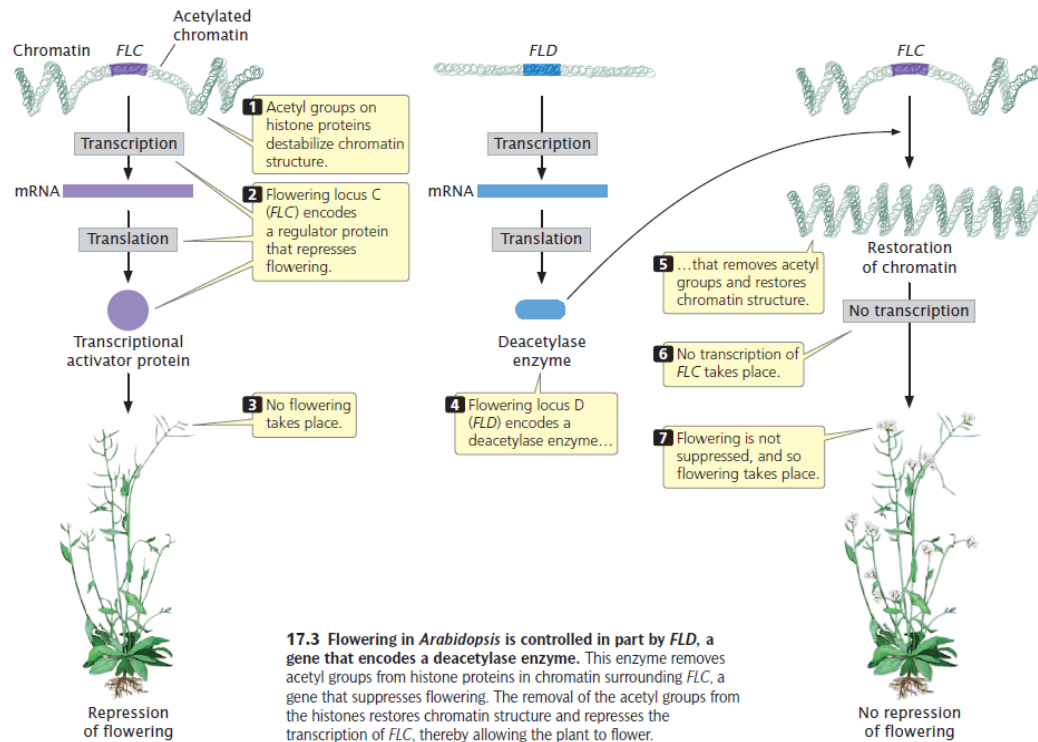 Acetylated
chromatin
Chromatin
FLC
1 Acetyl groups on
histone proteins
destabilize chromatin
structure.
Transcription
mRNA
2 Flowering locus C
(FLC) encodes
a regulator protein
that represses
flowering.
Translation
Transcriptional
activator protein
3 No flowering
takes place.
Repression
of flowering
FLD
Transcription
mRNA
Translation
Deacetylase
enzyme
4 Flowering locus D
(FLD) encodes a
deacetylase enzyme…
FLC
Restoration
of chromatin
5 …that removes acetyl
groups and restores
chromatin structure.
No transcription
6 No transcription of
FLC takes place.
7 Flowering is not
suppressed, and so
flowering takes place.
No repression
of flowering
17.3 Flowering in Arabidopsis is controlled in part by FLD, a
gene that encodes a deacetylase enzyme. This enzyme removes
acetyl groups from histone proteins in chromatin surrounding FLC, a
gene that suppresses flowering. The removal of the acetyl groups from
the histones restores chromatin structure and represses the
transcription of FLC, thereby allowing the plant to flower.